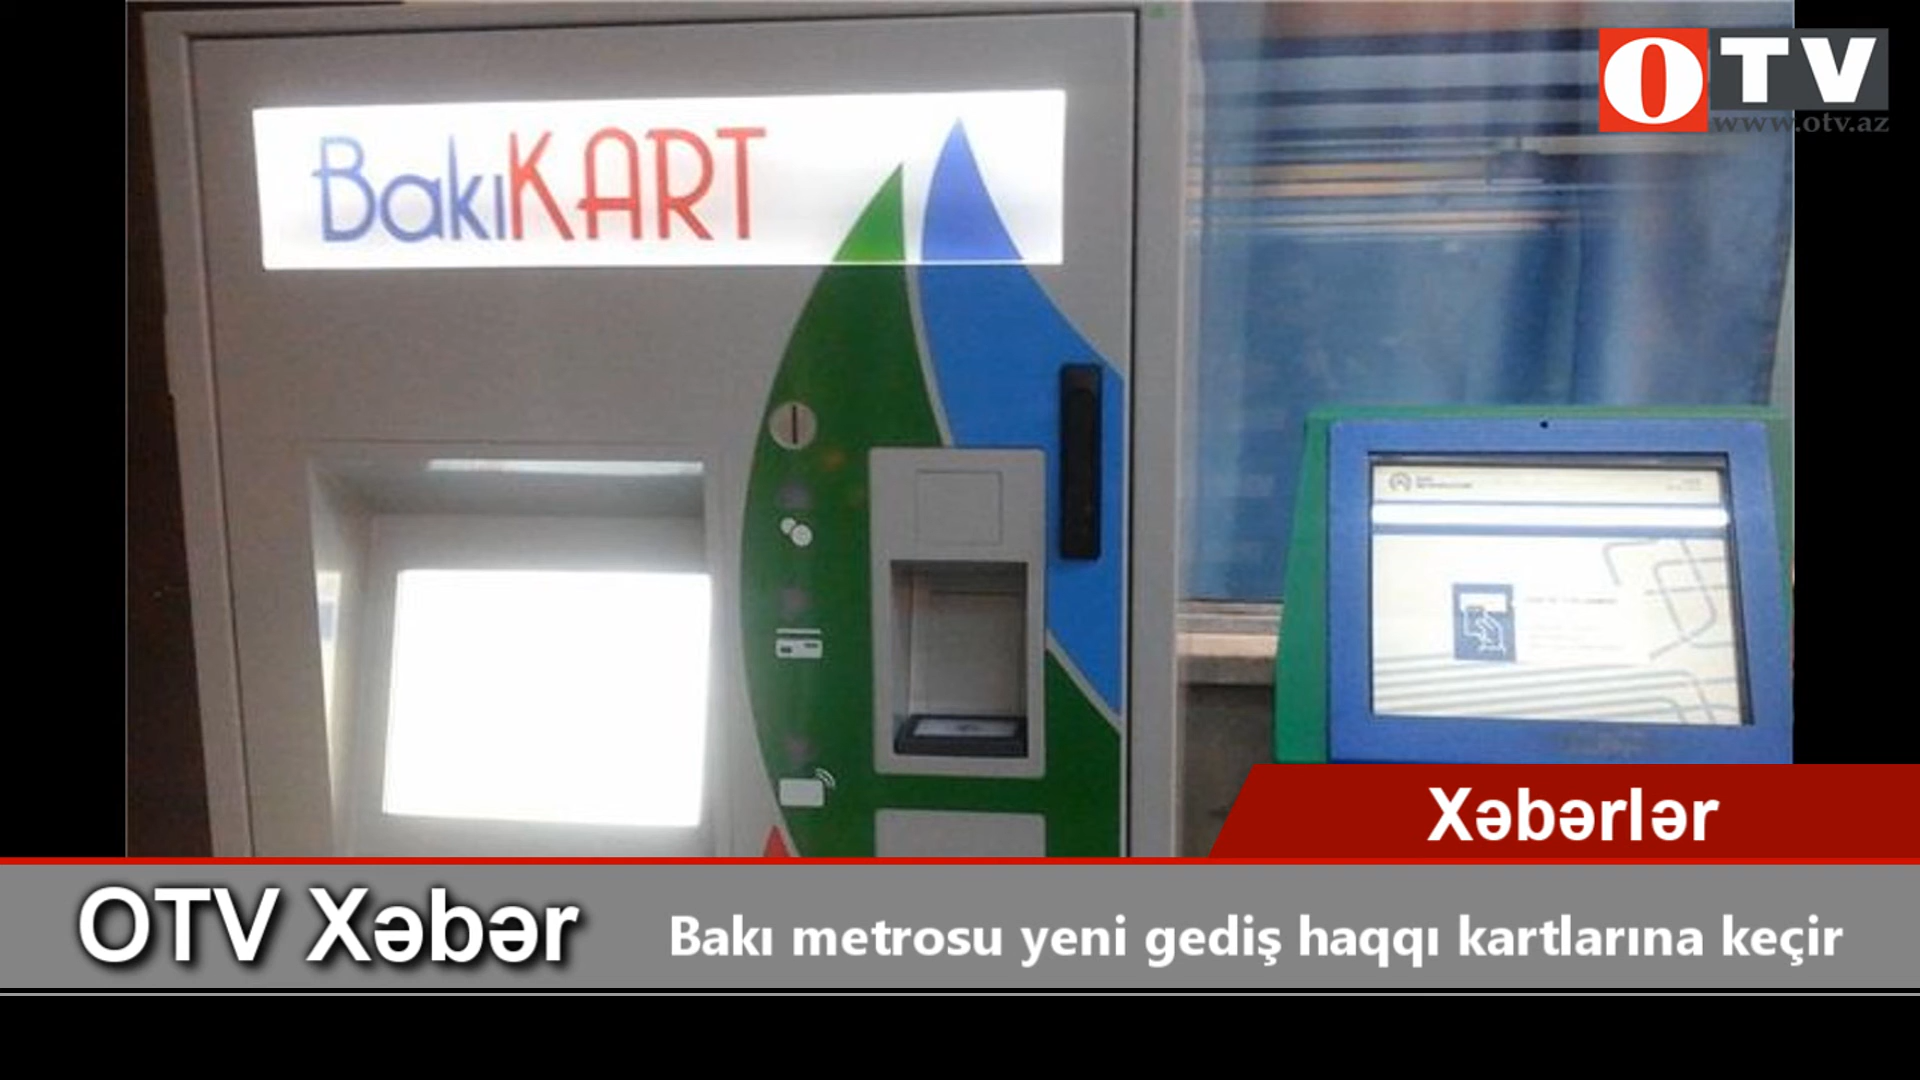 BakıKART
OTV
www.otv.az
Xəbərlər
OTV Xəbər
Bakı metrosu yeni gediş haqqı kartlarına keçir